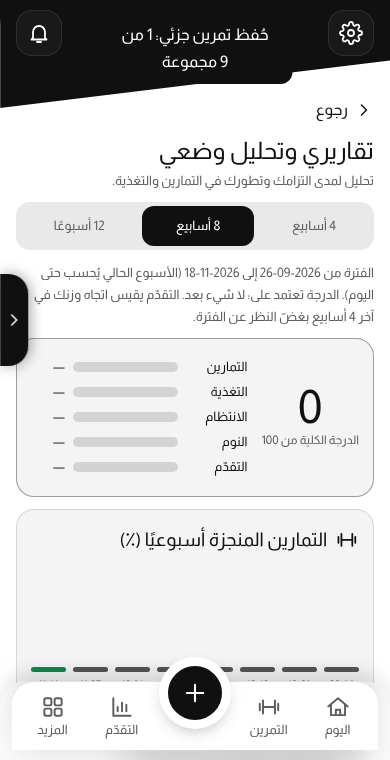 حُفظ تمرين جزئي: 1 من
9 مجموعة
رجوع
تقاريري وتحليل وضعي
تحليل لمدى التزامك وتطورك في التمارين والتغذية.
4 أسابيع
8 أسابيع
12 أسبوعًا
الفترة من 2026-09-26 إلى 2026-11-18 (الأسبوع الحالي يُحسب حتى
اليوم). الدرجة تعتمد على: لا شيء بعد. التقدّم يقيس اتجاه وزنك في
آخر 4 أسابيع بغضّ النظر عن الفترة.
0
الدرجة الكلية من 100
التمارين —
التغذية —
الانتظام —
النوم —
التقدّم —
التمارين المنجزة أسبوعيًا (٪)
اليوم
التمرين
التقدّم
المزيد